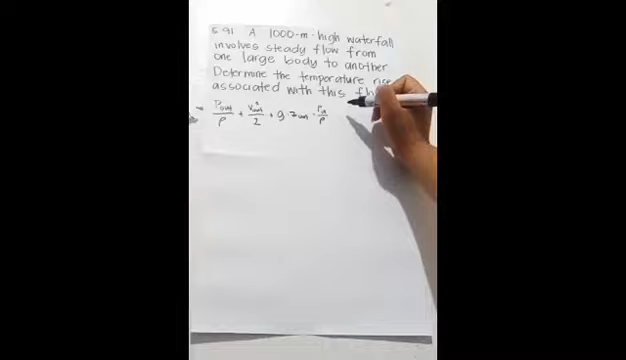 5.91 A 1000-m-high waterfall
involves steady flow from
one large body to another
Determine the temperature rise
associated with this
= Pout/ρ + V²out/2 + g zout · Pin/ρ